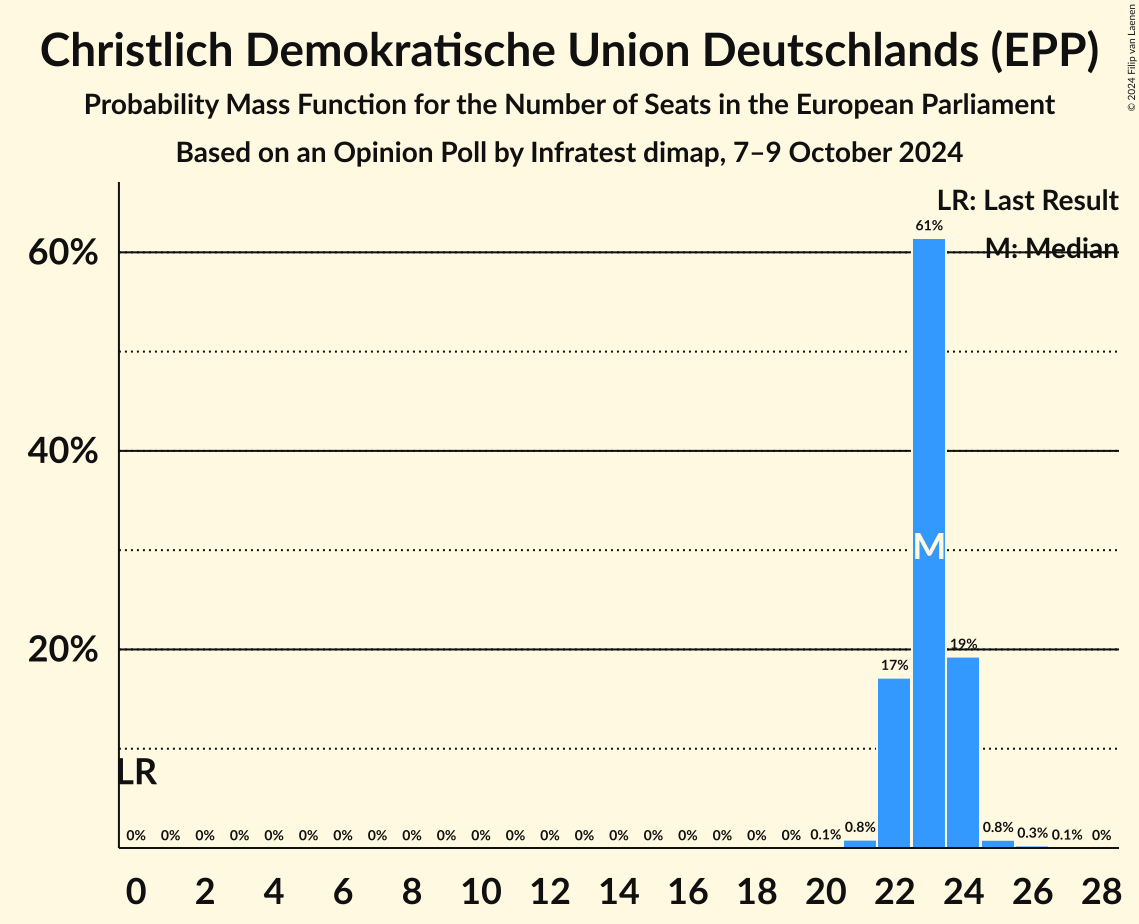 Christlich Demokratische Union Deutschlands (EPP)
Probability Mass Function for the Number of Seats in the European Parliament
Based on an Opinion Poll by Infratest dimap, 7–9 October 2024
© 2024 Filip van Laenen
LR: Last Result
M: Median
61%
60%
40%
M
20%
19%
17%
LR
0% 0% 0% 0% 0% 0% 0% 0% 0% 0% 0% 0% 0% 0% 0% 0% 0% 0% 0% 0% 0.1% 0.8% 0.8% 0.3% 0.1% 0%
0 2 4 6 8 10 12 14 16 18 20 22 24 26 28